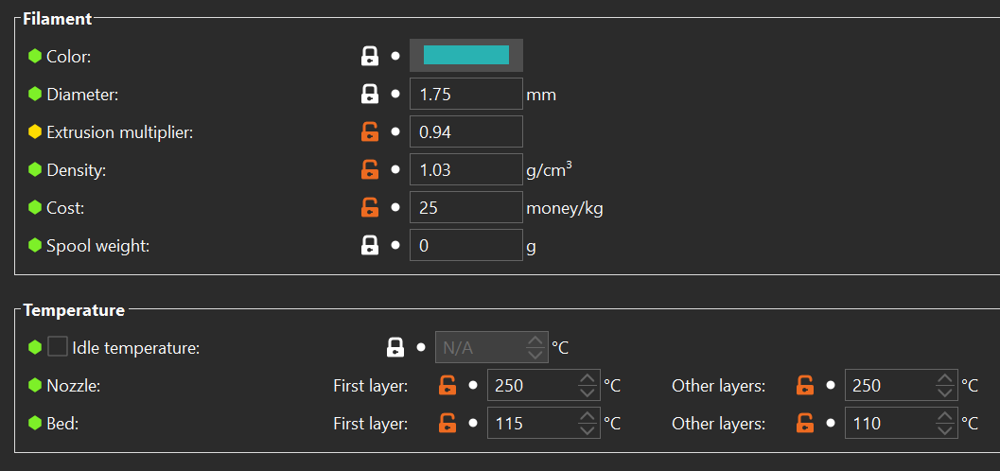 Filament
Color:
Diameter: 1.75 mm
Extrusion multiplier: 0.94
Density: 1.03 g/cm³
Cost: 25 money/kg
Spool weight: 0 g
Temperature
Idle temperature: N/A °C
Nozzle: First layer: 250 °C Other layers: 250 °C
Bed: First layer: 115 °C Other layers: 110 °C